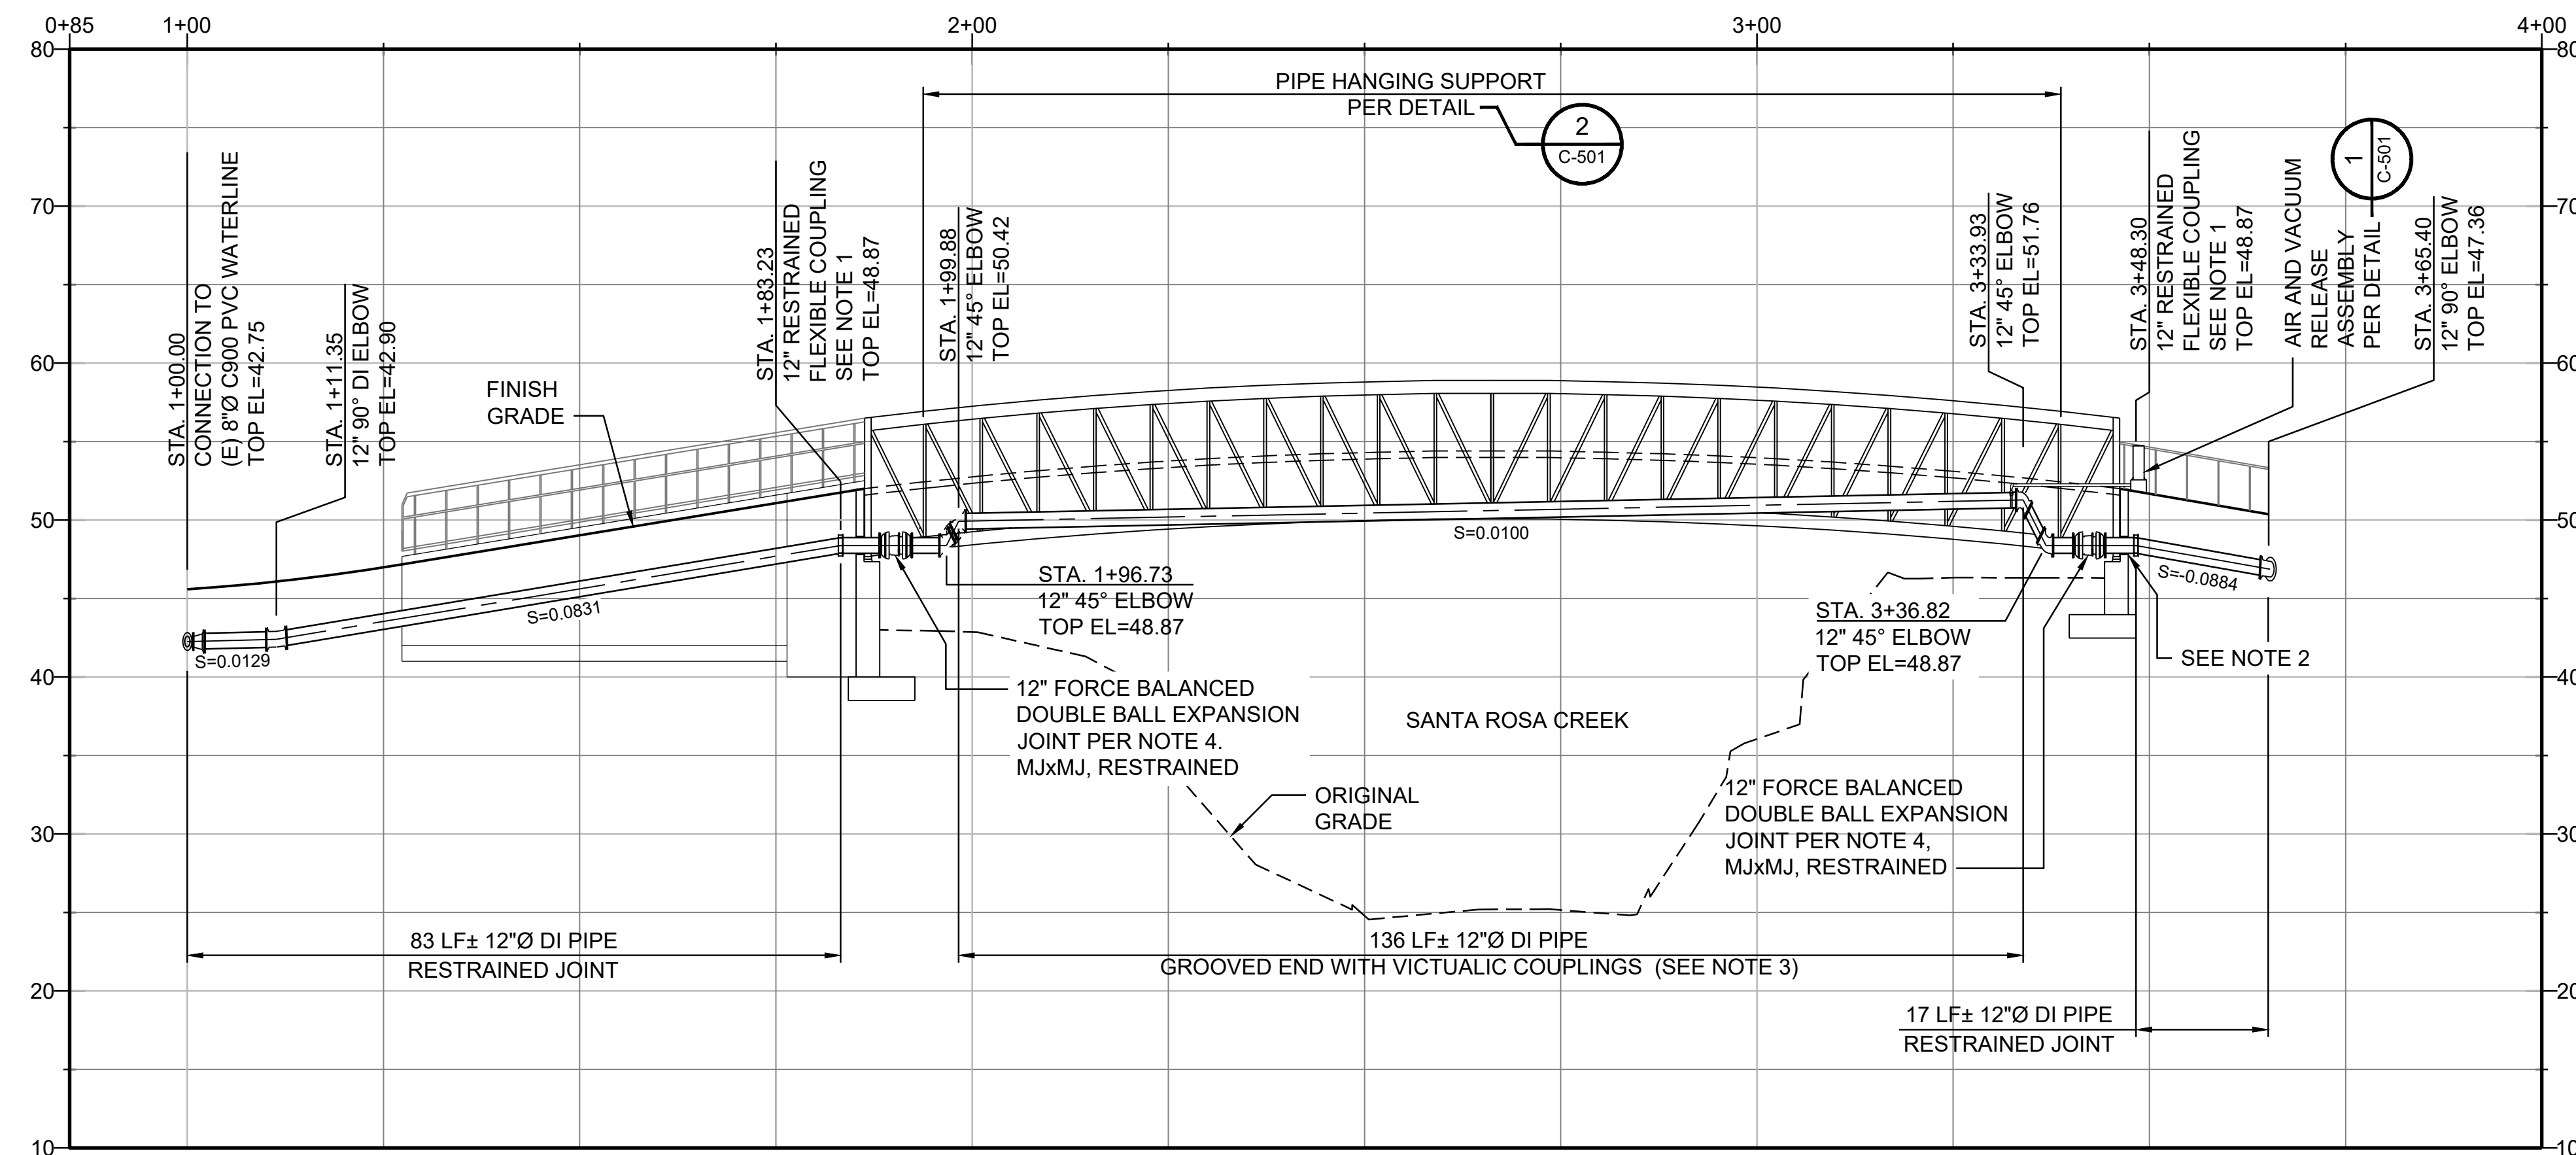 0+85
1+00
2+00
3+00
4+00
80
70
60
50
40
30
20
10
80
70
60
50
40
30
20
10
STA. 1+00.00
CONNECTION TO
(E) 8"Ø C900 PVC WATERLINE
TOP EL=42.75
STA. 1+11.35
12" 90° DI ELBOW
TOP EL=42.90
FINISH
GRADE
STA. 1+83.23
12" RESTRAINED
FLEXIBLE COUPLING
SEE NOTE 1
TOP EL=48.87
STA. 1+99.88
12" 45° ELBOW
TOP EL=50.42
PIPE HANGING SUPPORT
PER DETAIL
2
C-501
STA. 3+33.93
12" 45° ELBOW
TOP EL=51.76
STA. 3+48.30
12" RESTRAINED
FLEXIBLE COUPLING
SEE NOTE 1
TOP EL=48.87
AIR AND VACUUM
RELEASE
ASSEMBLY
PER DETAIL
1
C-501
STA. 3+65.40
12" 90° ELBOW
TOP EL=47.36
S=0.0129
S=0.0831
S=0.0100
S=-0.0884
STA. 1+96.73
12" 45° ELBOW
TOP EL=48.87
12" FORCE BALANCED
DOUBLE BALL EXPANSION
JOINT PER NOTE 4.
MJxMJ, RESTRAINED
SANTA ROSA CREEK
ORIGINAL
GRADE
STA. 3+36.82
12" 45° ELBOW
TOP EL=48.87
SEE NOTE 2
12" FORCE BALANCED
DOUBLE BALL EXPANSION
JOINT PER NOTE 4,
MJxMJ, RESTRAINED
83 LF± 12"Ø DI PIPE
RESTRAINED JOINT
136 LF± 12"Ø DI PIPE
GROOVED END WITH VICTUALIC COUPLINGS (SEE NOTE 3)
17 LF± 12"Ø DI PIPE
RESTRAINED JOINT